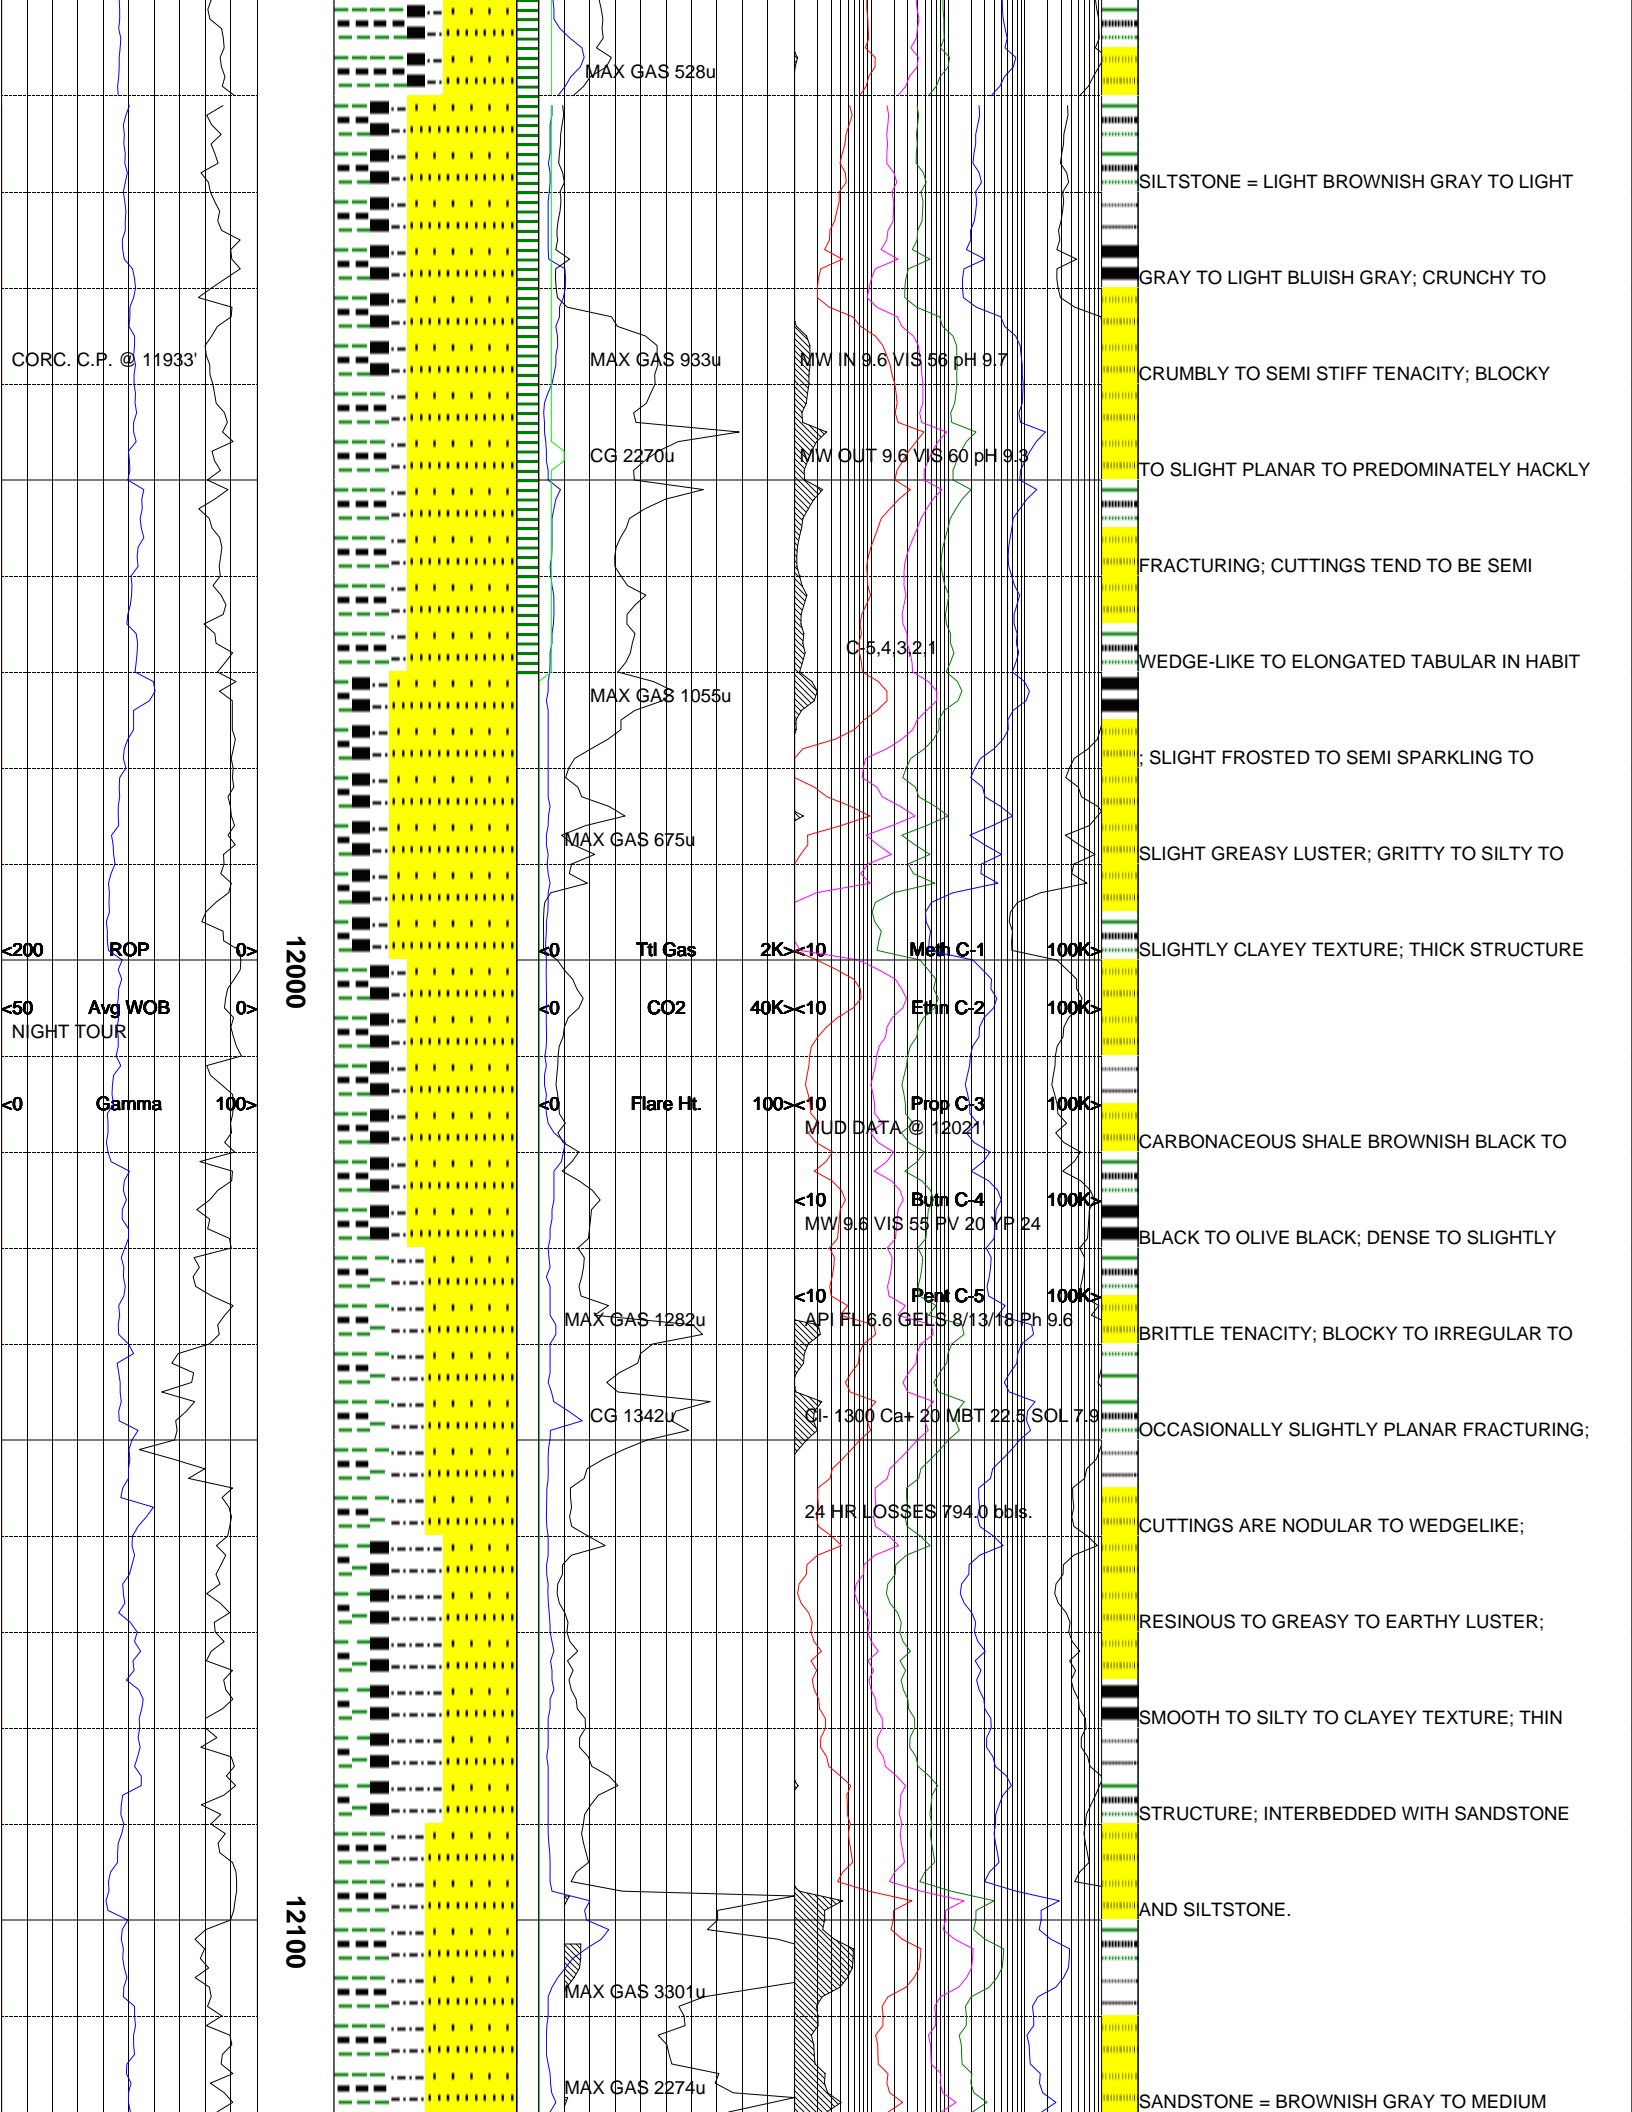 MAX GAS 528u
SILTSTONE = LIGHT BROWNISH GRAY TO LIGHT
GRAY TO LIGHT BLUISH GRAY; CRUNCHY TO
CORC. C.P. @ 11933'
MAX GAS 933u
MW IN 9.6 VIS 56 pH 9.7
CRUMBLY TO SEMI STIFF TENACITY; BLOCKY
CG 2270u
MW OUT 9.6 VIS 60 pH 9.3
TO SLIGHT PLANAR TO PREDOMINATELY HACKLY
FRACTURING; CUTTINGS TEND TO BE SEMI
C-5,4,3,2,1
WEDGE-LIKE TO ELONGATED TABULAR IN HABIT
MAX GAS 1055u
; SLIGHT FROSTED TO SEMI SPARKLING TO
MAX GAS 675u
SLIGHT GREASY LUSTER; GRITTY TO SILTY TO
<200 ROP 0>
12000
<0 Ttl Gas 2K>
<10 Meth C-1 100K>
SLIGHTLY CLAYEY TEXTURE; THICK STRUCTURE
<50 Avg WOB 0>
<0 CO2 40K>
<10 Ethn C-2 100K>
NIGHT TOUR
<0 Gamma 100>
<0 Flare Ht. 100>
<10 Prop C-3 100K>
MUD DATA @ 12021'
CARBONACEOUS SHALE BROWNISH BLACK TO
<10 Butn C-4 100K>
MW 9.6 VIS 55 PV 20 YP 24
BLACK TO OLIVE BLACK; DENSE TO SLIGHTLY
<10 Pent C-5 100K>
MAX GAS 1282u
API FL 6.6 GELS 8/13/18 Ph 9.6
BRITTLE TENACITY; BLOCKY TO IRREGULAR TO
CG 1342u
Cl- 1300 Ca+ 20 MBT 22.5 SOL 7.9
OCCASIONALLY SLIGHTLY PLANAR FRACTURING;
24 HR LOSSES 794.0 bbls.
CUTTINGS ARE NODULAR TO WEDGELIKE;
RESINOUS TO GREASY TO EARTHY LUSTER;
SMOOTH TO SILTY TO CLAYEY TEXTURE; THIN
STRUCTURE; INTERBEDDED WITH SANDSTONE
12100
AND SILTSTONE.
MAX GAS 3301u
MAX GAS 2274u
SANDSTONE = BROWNISH GRAY TO MEDIUM